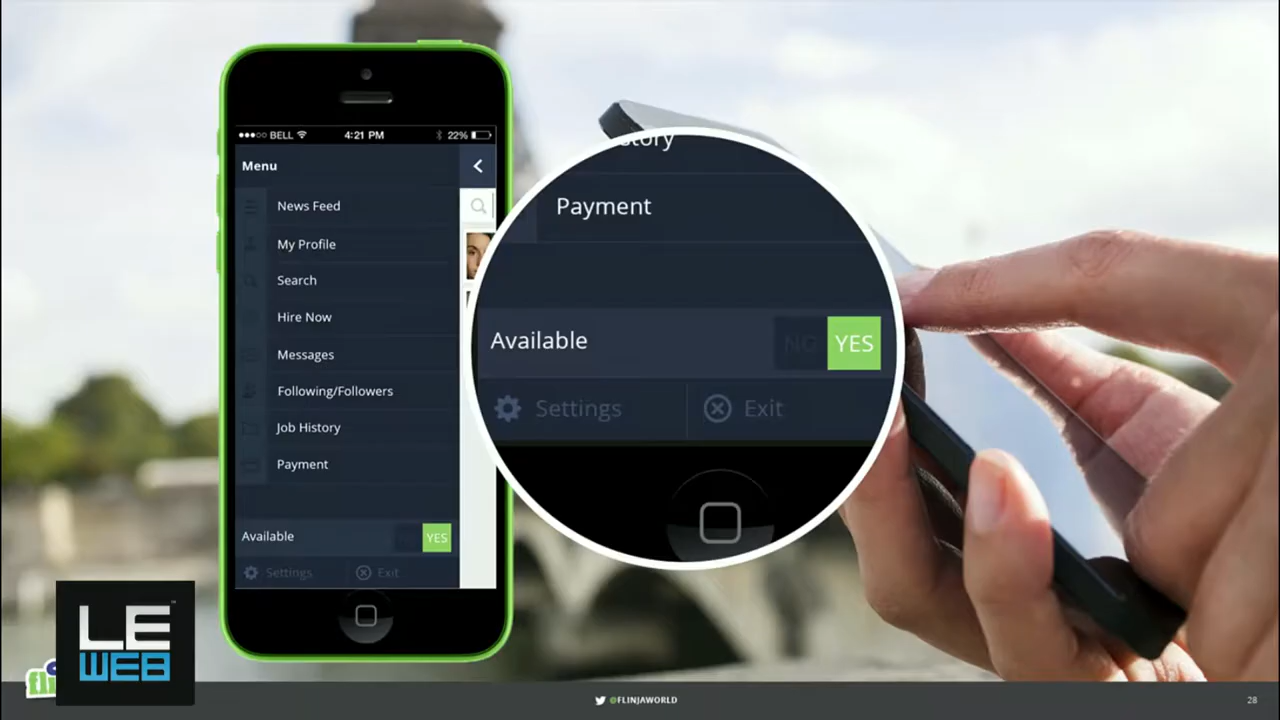 ●●●○○ BELL
4:21 PM
22%
Menu
News Feed
My Profile
Search
Hire Now
Messages
Following/Followers
Job History
Payment
Available
YES
Settings
Exit
Payment
Available
NO
YES
Settings
Exit
LE
WEB
@FLINJAWORLD
28